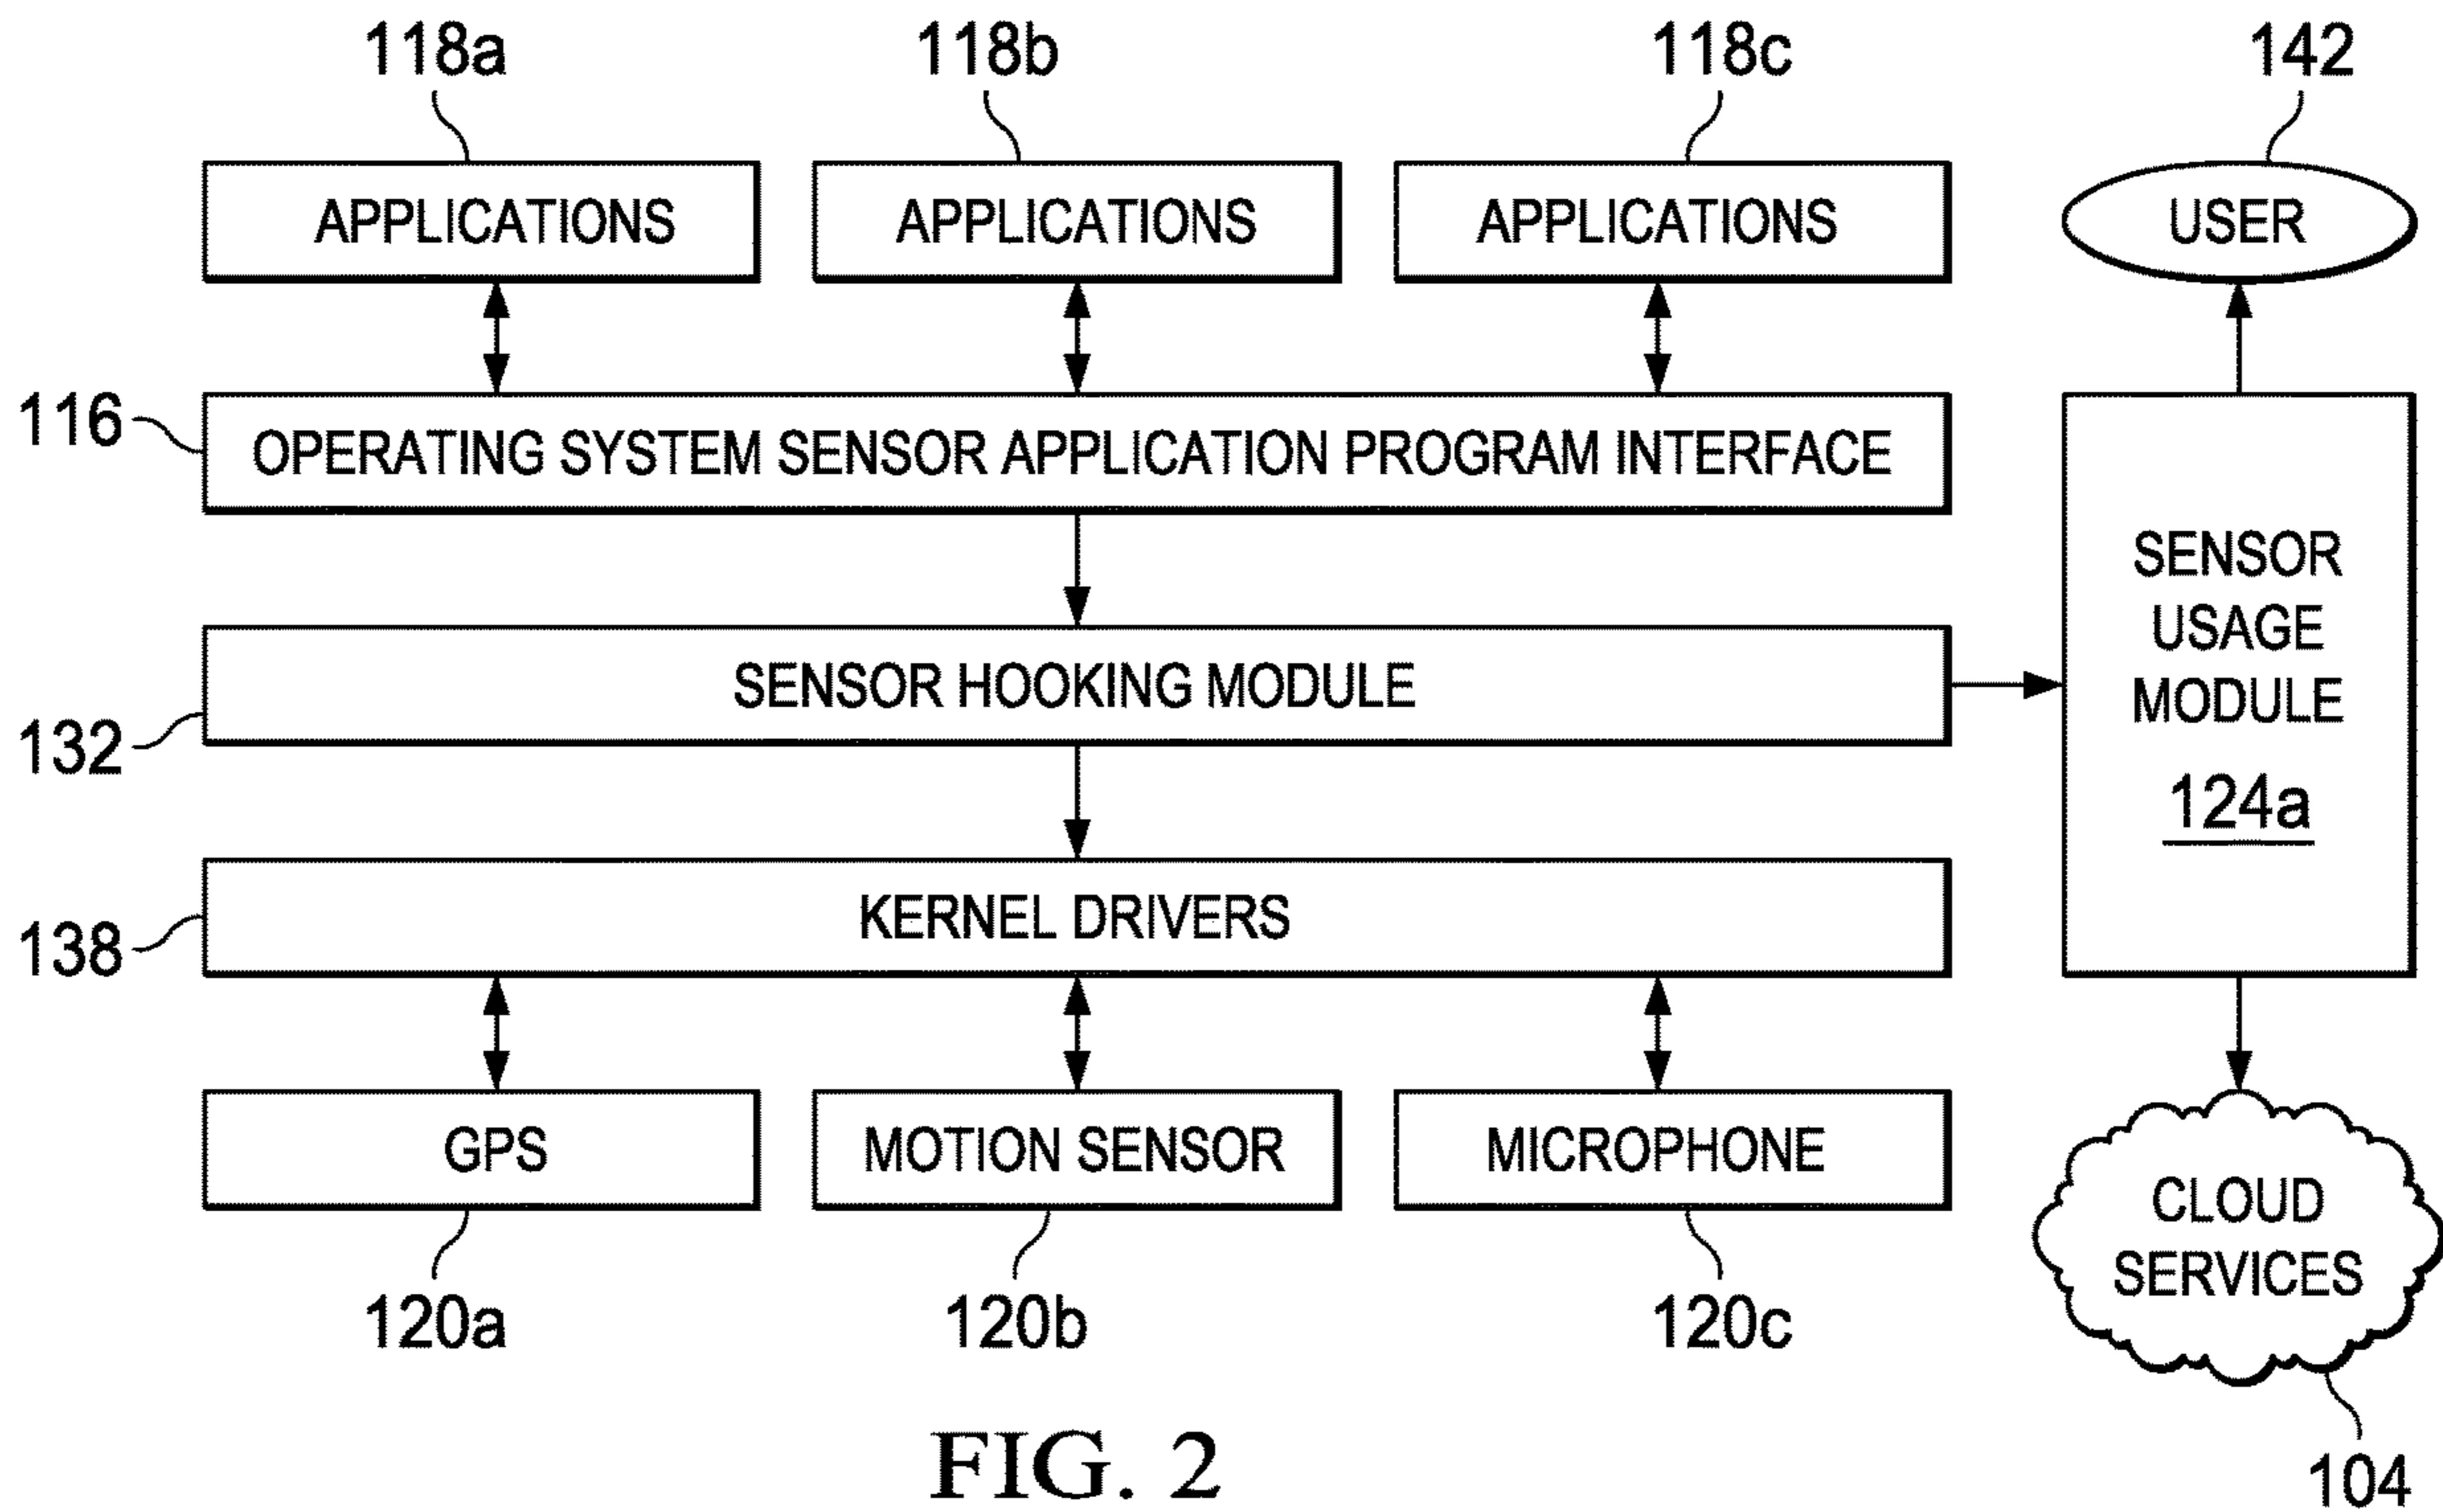 118a
118b
118c
142
APPLICATIONS
APPLICATIONS
APPLICATIONS
USER
116
OPERATING SYSTEM SENSOR APPLICATION PROGRAM INTERFACE
SENSOR
USAGE
MODULE
124a
132
SENSOR HOOKING MODULE
138
KERNEL DRIVERS
GPS
MOTION SENSOR
MICROPHONE
CLOUD
SERVICES
120a
120b
120c
104
FIG. 2